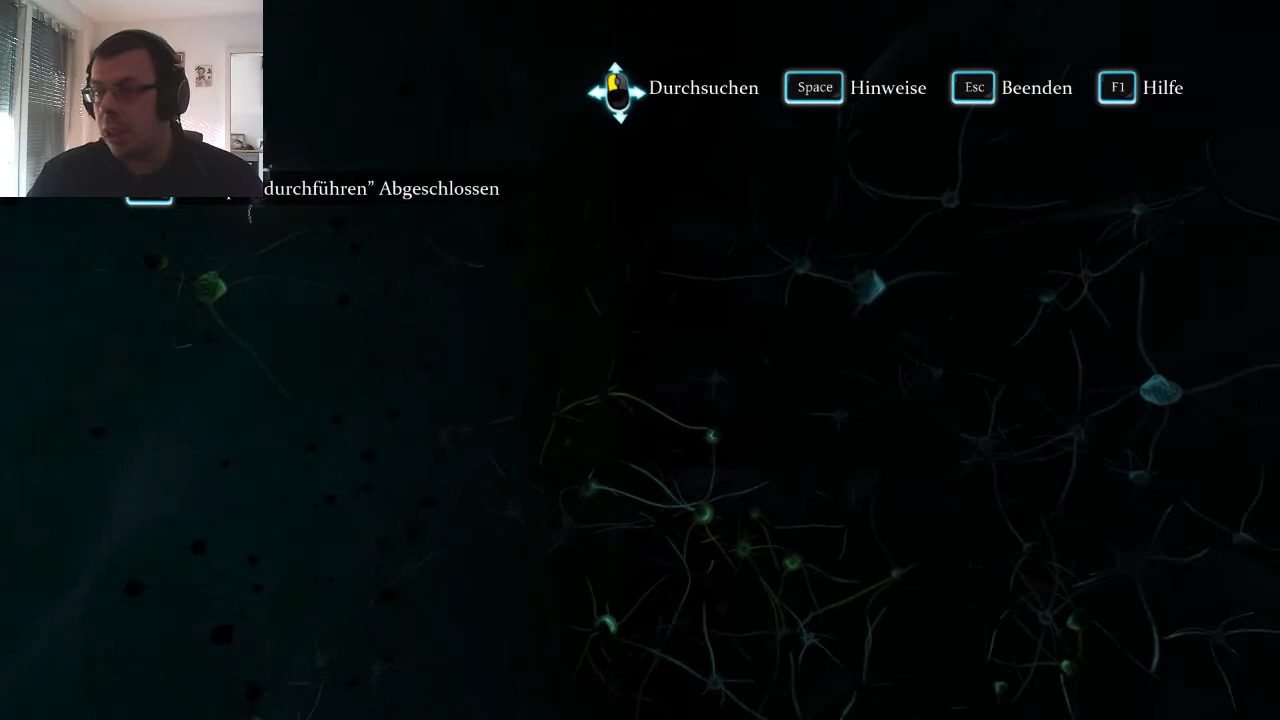 Durchsuchen Space Hinweise Esc Beenden F1 Hilfe
durchführen” Abgeschlossen